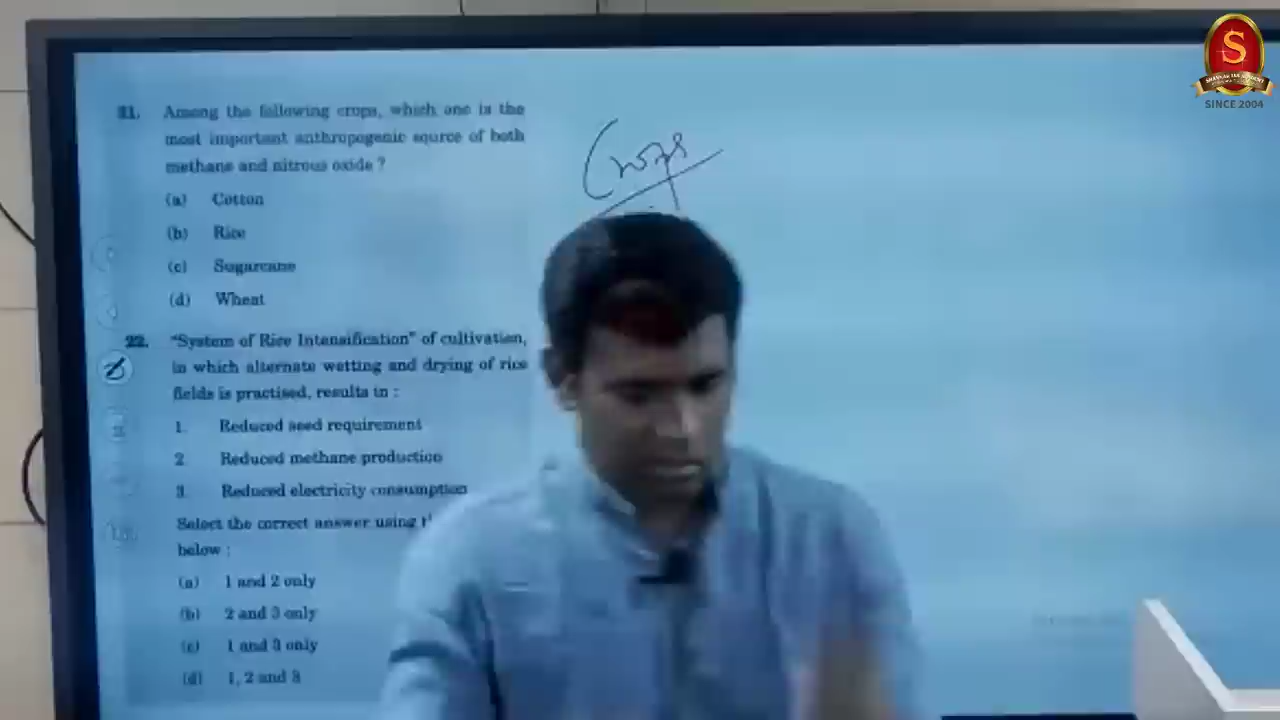 SHANKAR IAS ACADEMY
SINCE 2004
Crops
21. Among the following crops, which one is the
most important anthropogenic source of both
methane and nitrous oxide ?
(a) Cotton
(b) Rice
(c) Sugarcane
(d) Wheat
22. "System of Rice Intensification" of cultivation,
in which alternate wetting and drying of rice
fields is practised, results in :
1. Reduced seed requirement
2. Reduced methane production
3. Reduced electricity consumption
Select the correct answer using
below :
(a) 1 and 2 only
(b) 2 and 3 only
(c) 1 and 3 only
(d) 1, 2 and 3